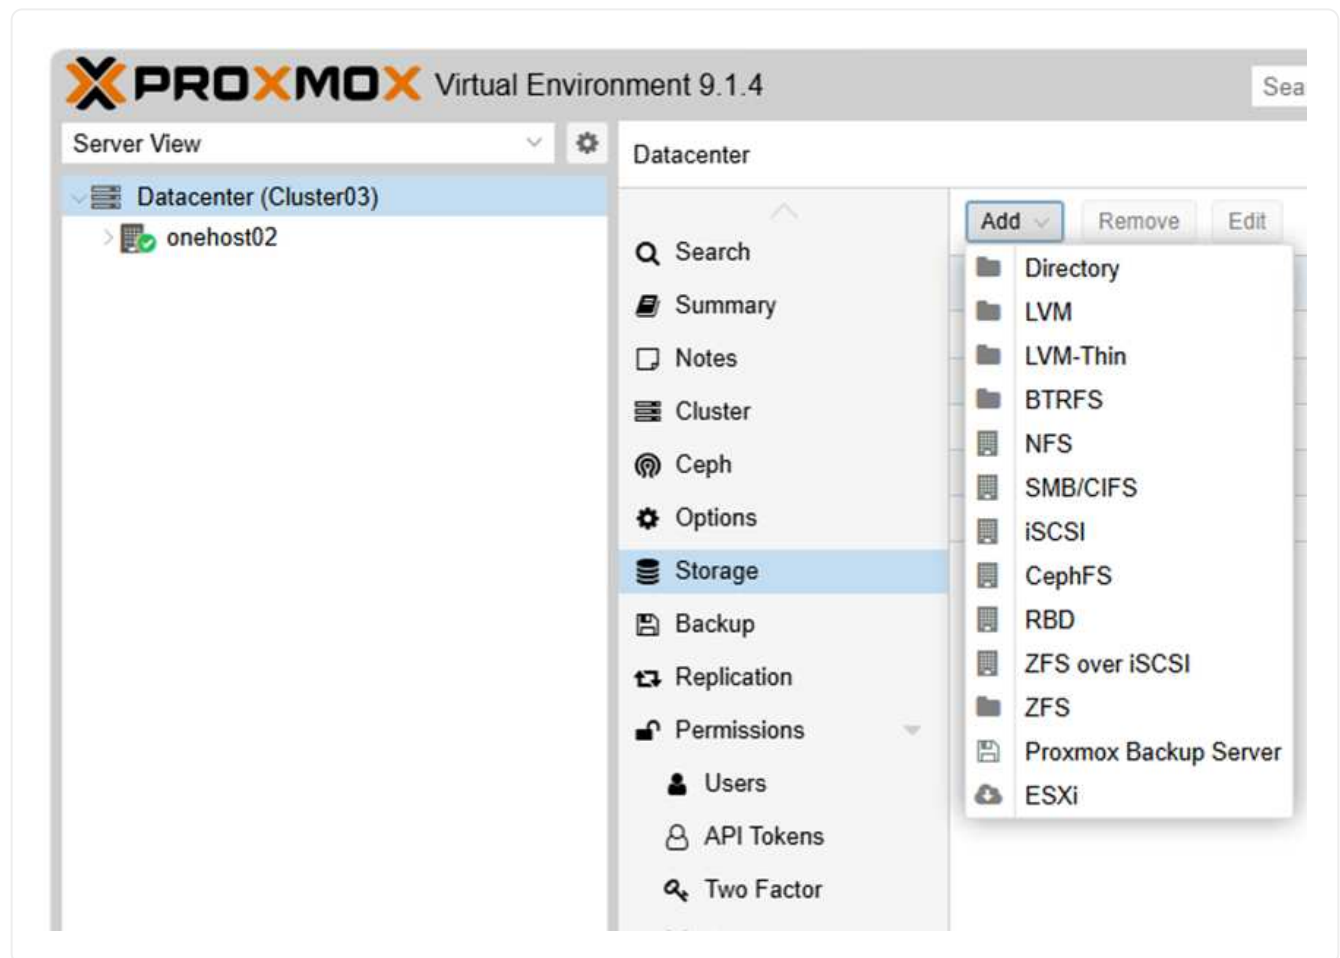 PROXMOX Virtual Environment 9.1.4
Sea
Server View
Datacenter (Cluster03)
onehost02
Datacenter
Search
Summary
Notes
Cluster
Ceph
Options
Storage
Backup
Replication
Permissions
Users
API Tokens
Two Factor
Add
Remove
Edit
Directory
LVM
LVM-Thin
BTRFS
NFS
SMB/CIFS
iSCSI
CephFS
RBD
ZFS over iSCSI
ZFS
Proxmox Backup Server
ESXi